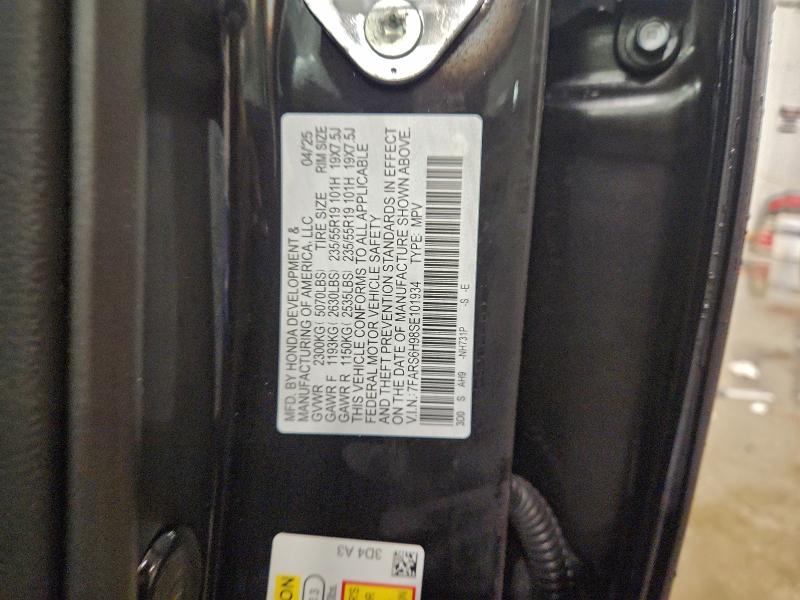 MFD. BY HONDA DEVELOPMENT &
MANUFACTURING OF AMERICA, LLC 04/25
GVWR 2300KG( 5070LBS) TIRE SIZE RIM SIZE
GAWR F 1193KG( 2630LBS) 235/55R19 101H 19X7.5J
GAWR R 1150KG( 2535LBS) 235/55R19 101H 19X7.5J
THIS VEHICLE CONFORMS TO ALL APPLICABLE
FEDERAL MOTOR VEHICLE SAFETY
AND THEFT PREVENTION STANDARDS IN EFFECT
ON THE DATE OF MANUFACTURE SHOWN ABOVE.
V.I.N.: 7FARS6H98SE101934 TYPE: MPV
3D0 S AH9 -NH731P -S -E
3D4 A3